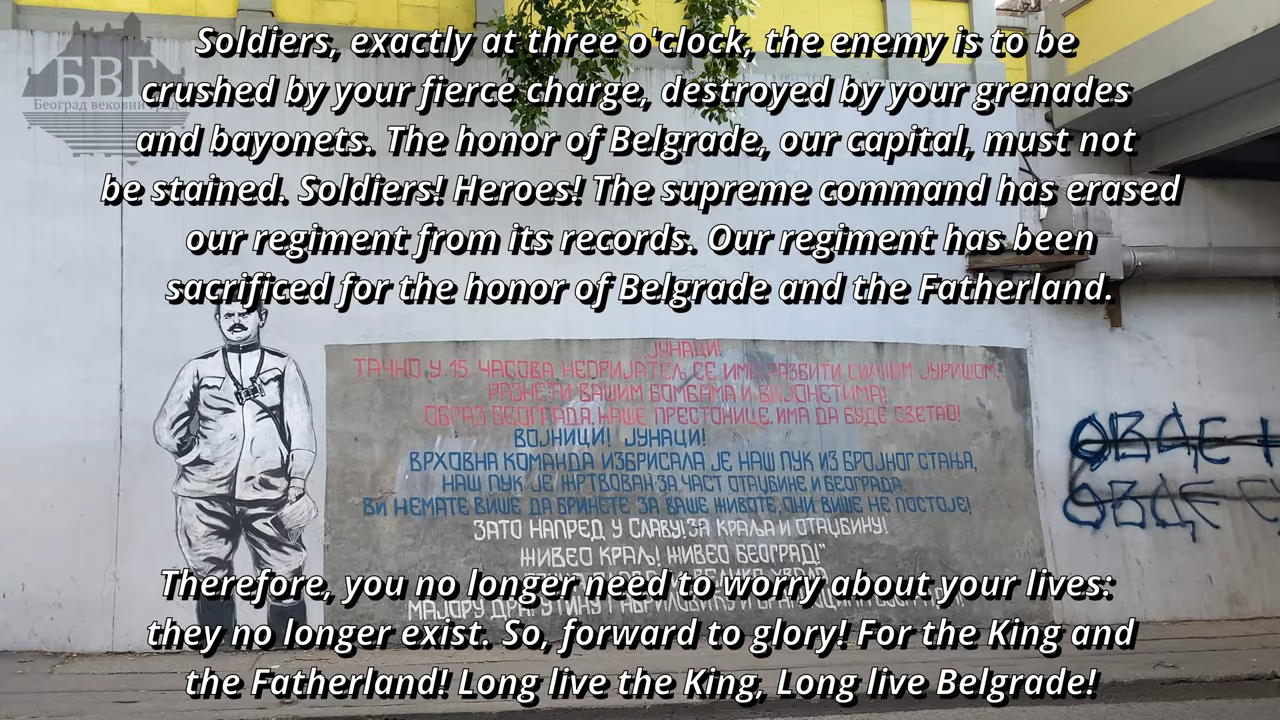 Soldiers, exactly at three o'clock, the enemy is to be
crushed by your fierce charge, destroyed by your grenades
and bayonets. The honor of Belgrade, our capital, must not
be stained. Soldiers! Heroes! The supreme command has erased
our regiment from its records. Our regiment has been
sacrificed for the honor of Belgrade and the Fatherland.
БВГ
Београд вековни град
„ЈУНАЦИ!
ТАЧНО У 15 ЧАСОВА НЕПРИЈАТЕЉ СЕ ИМА РАЗБИТИ СИЛНИМ ЈУРИШОМ,
РАЗНЕТИ ВАШИМ БОМБАМА И БАЈОНЕТИМА!
ОБРАЗ БЕОГРАДА, НАШЕ ПРЕСТОНИЦЕ, ИМА ДА БУДЕ СВЕТАО!
ВОЈНИЦИ! ЈУНАЦИ!
ВРХОВНА КОМАНДА ИЗБРИСАЛА ЈЕ НАШ ПУК ИЗ БРОЈНОГ СТАЊА,
НАШ ПУК ЈЕ ЖРТВОВАН ЗА ЧАСТ ОТАЏБИНЕ И БЕОГРАДА.
ВИ НЕМАТЕ ВИШЕ ДА БРИНЕТЕ ЗА ВАШЕ ЖИВОТЕ, ОНИ ВИШЕ НЕ ПОСТОЈЕ!
ЗАТО НАПРЕД У СЛАВУ! ЗА КРАЉА И ОТАЏБИНУ!
ЖИВЕО КРАЉ! ЖИВЕО БЕОГРАД!"
МАЈОРУ ДРАГУТИНУ ГАВРИЛОВИЋУ И
ОВДЕ
ОВДЕ
Therefore, you no longer need to worry about your lives:
they no longer exist. So, forward to glory! For the King and
the Fatherland! Long live the King, Long live Belgrade!